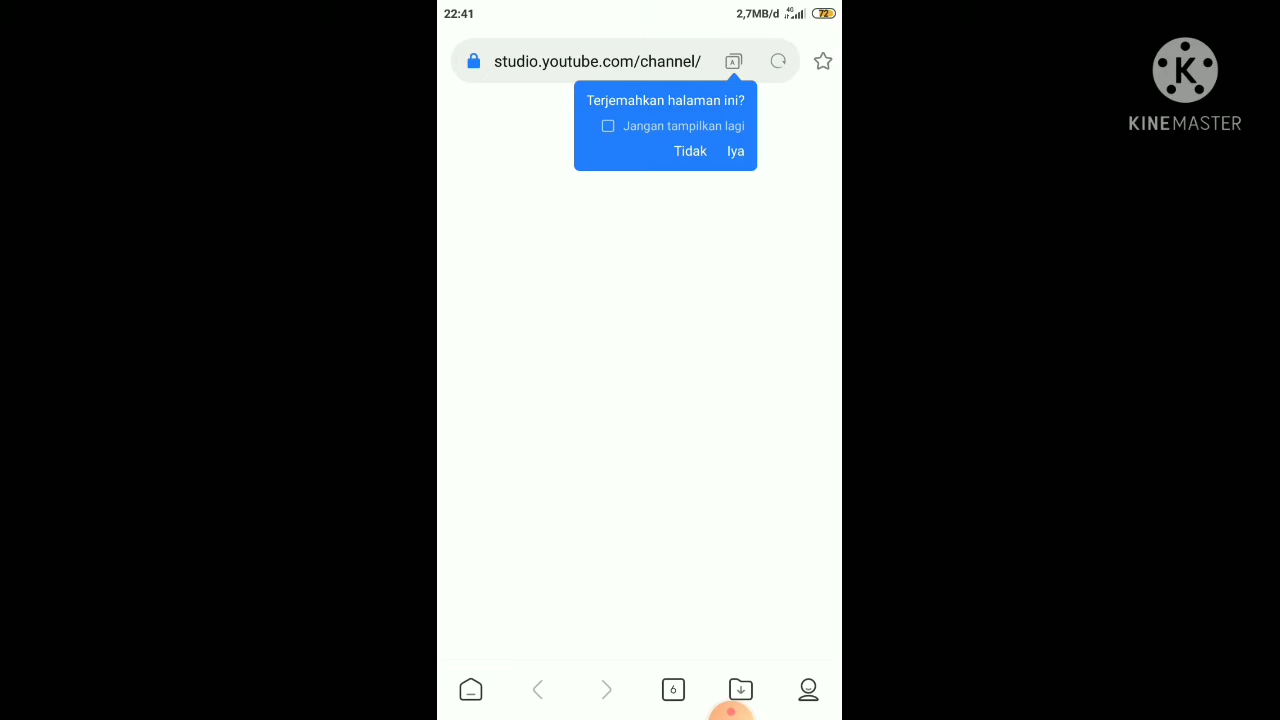 22:41
2,7MB/d 4G 72
studio.youtube.com/channel/
A
Terjemahkan halaman ini?
Jangan tampilkan lagi
Tidak Iya
6
K
KINEMASTER